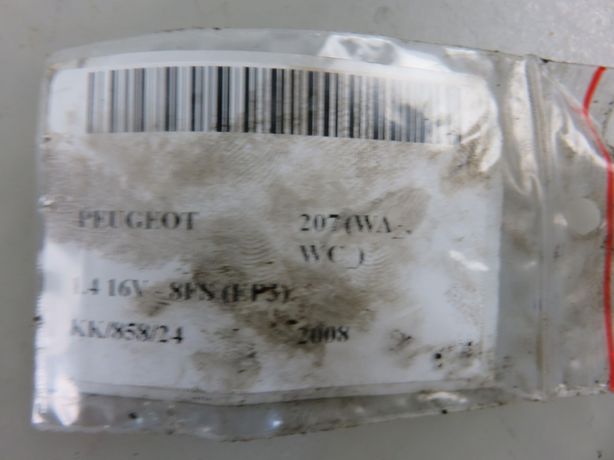 PEUGEOT 207 (WA_,
WC_)
1.4 16V - 8FS (EP3)
KK/858/24 2008